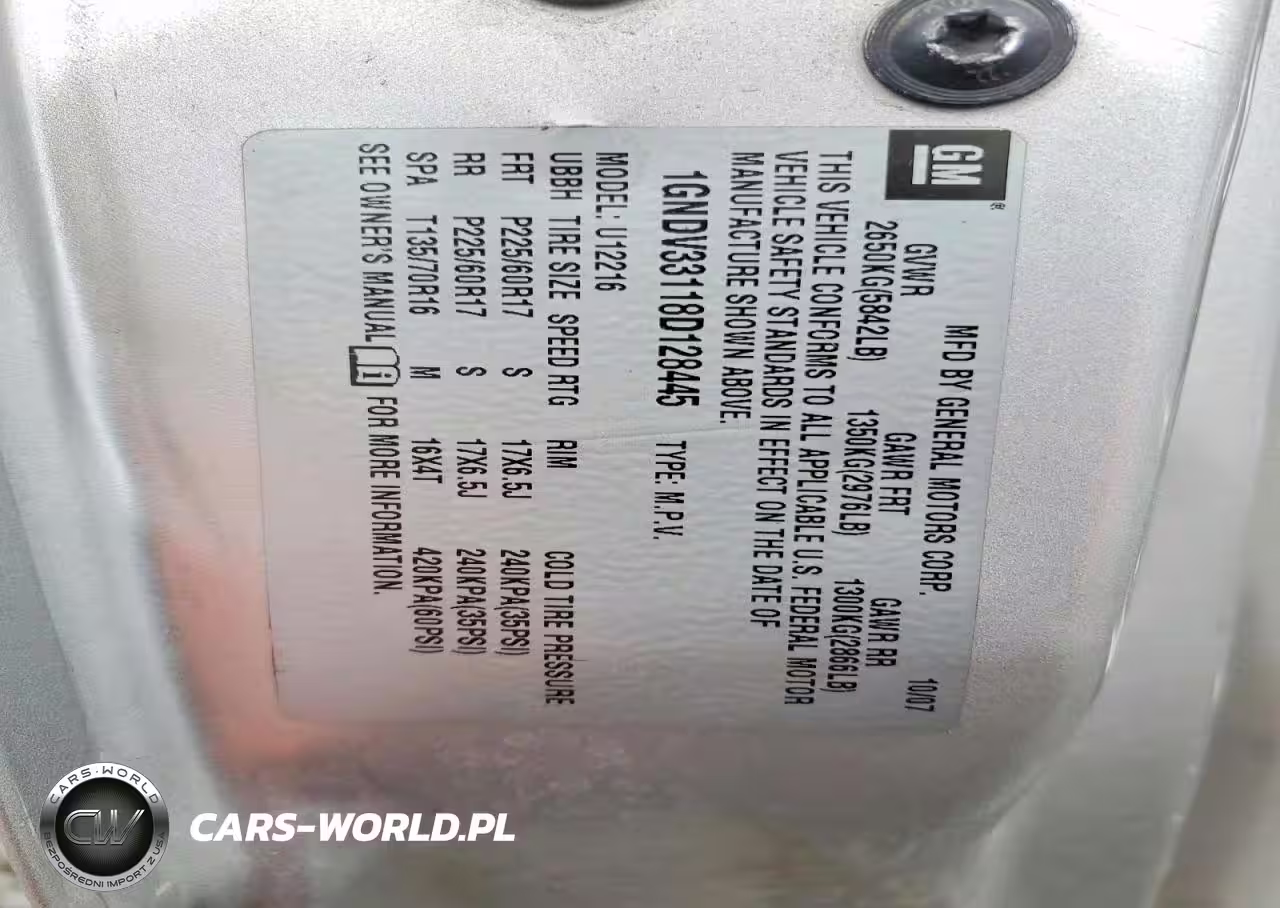 GM ®
MFD BY GENERAL MOTORS CORP. 10/07
GVWR GAWR FRT GAWR RR
2650KG(5842LB) 1350KG(2976LB) 1300KG(2866LB)
THIS VEHICLE CONFORMS TO ALL APPLICABLE U.S. FEDERAL MOTOR
VEHICLE SAFETY STANDARDS IN EFFECT ON THE DATE OF
MANUFACTURE SHOWN ABOVE.
1GNDV33118D128445 TYPE: M.P.V.
MODEL: U12216
UBBH TIRE SIZE SPEED RTG RIM COLD TIRE PRESSURE
FRT P225/60R17 S 17X6.5J 240KPA(35PSI)
RR P225/60R17 S 17X6.5J 240KPA(35PSI)
SPA T135/70R16 M 16X4T 420KPA(60PSI)
SEE OWNER'S MANUAL i FOR MORE INFORMATION.
CARS-WORLD
CW
BEZPOŚREDNI IMPORT Z USA
CARS-WORLD.PL